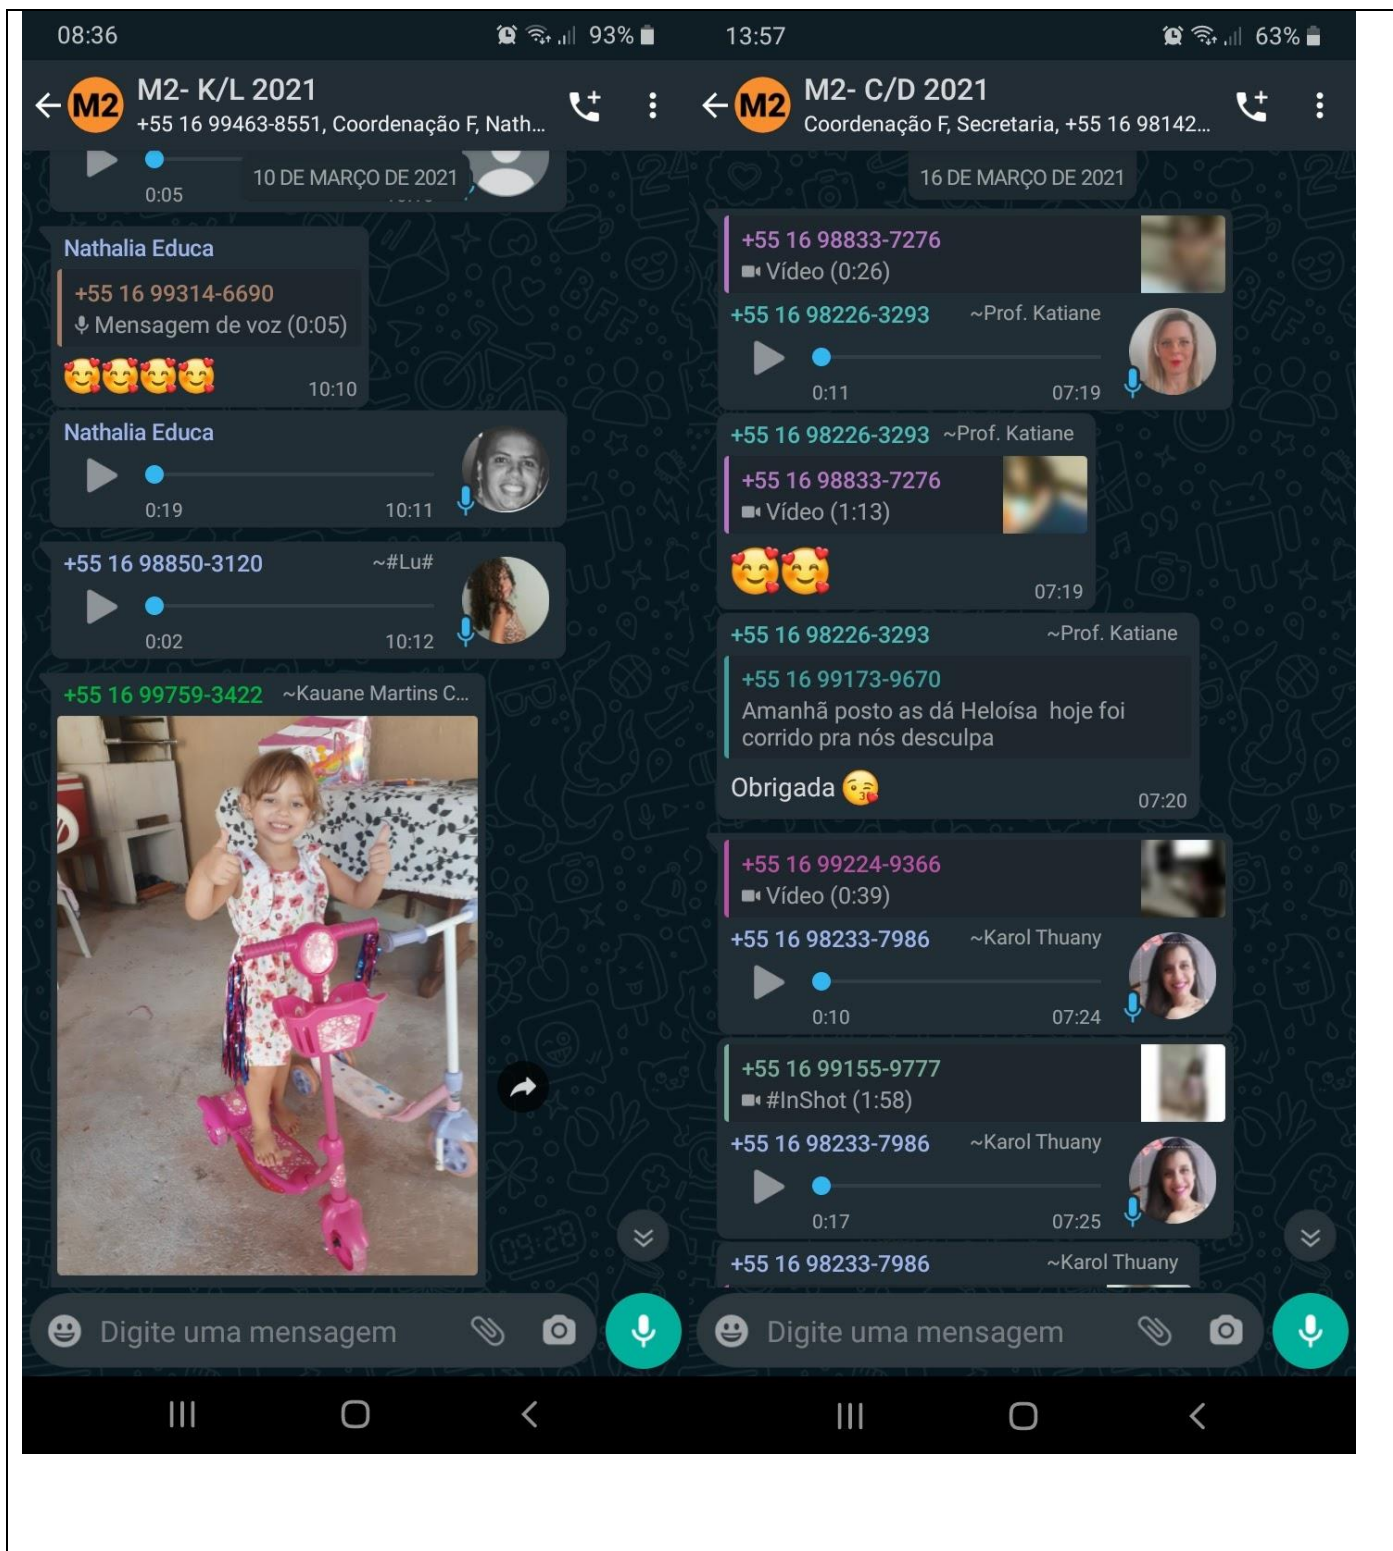 08:36
93%
M2
M2- K/L 2021
+55 16 99463-8551, Coordenação F, Nath...
10 DE MARÇO DE 2021
0:05
Nathalia Educa
+55 16 99314-6690
Mensagem de voz (0:05)
🥰🥰🥰🥰
10:10
Nathalia Educa
0:19
10:11
+55 16 98850-3120
~#Lu#
0:02
10:12
+55 16 99759-3422
~Kauane Martins C...
Digite uma mensagem
13:57
63%
M2
M2- C/D 2021
Coordenação F, Secretaria, +55 16 98142...
16 DE MARÇO DE 2021
+55 16 98833-7276
Vídeo (0:26)
+55 16 98226-3293
~Prof. Katiane
0:11
07:19
+55 16 98226-3293
~Prof. Katiane
+55 16 98833-7276
Vídeo (1:13)
🥰🥰
07:19
+55 16 98226-3293
~Prof. Katiane
+55 16 99173-9670
Amanhã posto as dá Heloísa hoje foi
corrido pra nós desculpa
Obrigada 😘
07:20
+55 16 99224-9366
Vídeo (0:39)
+55 16 98233-7986
~Karol Thuany
0:10
07:24
+55 16 99155-9777
#InShot (1:58)
+55 16 98233-7986
~Karol Thuany
0:17
07:25
+55 16 98233-7986
~Karol Thuany
Digite uma mensagem